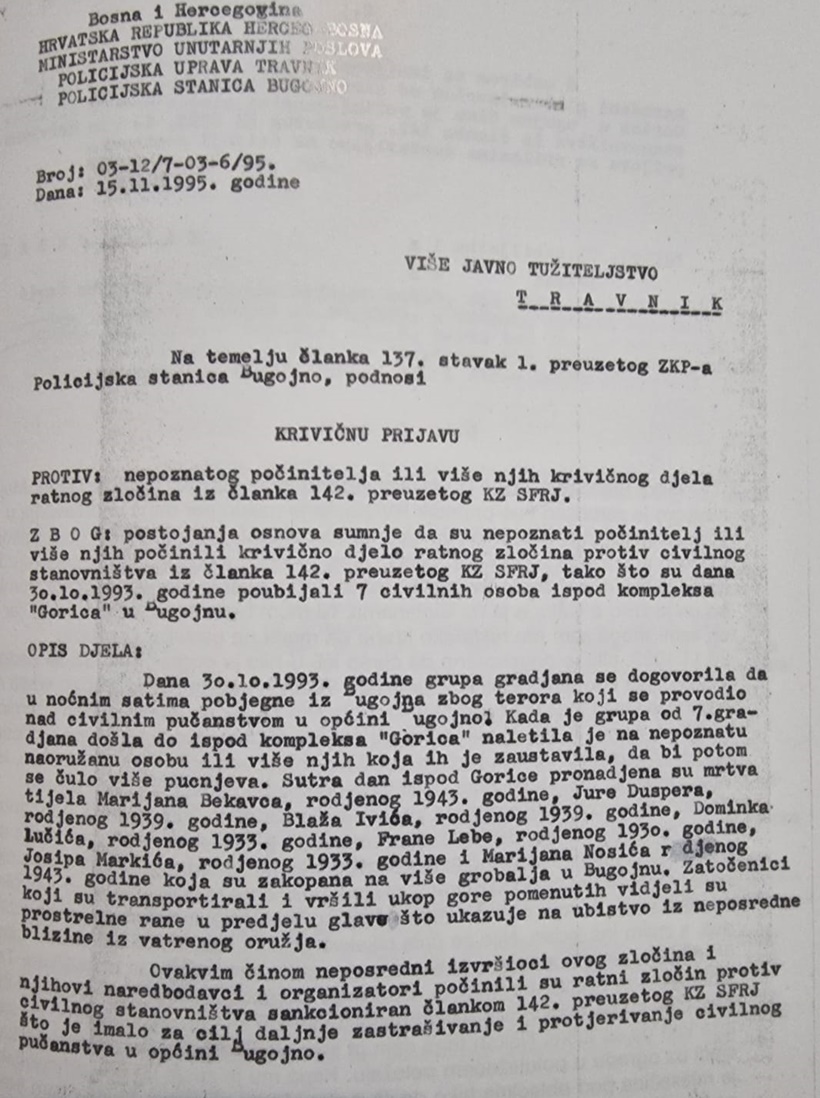 Bosna i Hercegovina
HRVATSKA REPUBLIKA HERCEG BOSNA
MINISTARSTVO UNUTARNJIH POSLOVA
POLICIJSKA UPRAVA TRAVNIK
POLICIJSKA STANICA BUGOJNO
Broj: 03-12/7-03-6/95.
Dana: 15.11.1995. godine
VIŠE JAVNO TUŽITELJSTVO
T R A V N I K
Na temelju članka 137. stavak 1. preuzetog ZKP-a
Policijska stanica Bugojno, podnosi
KRIVIČNU PRIJAVU
PROTIV: nepoznatog počinitelja ili više njih krivičnog djela
ratnog zločina iz članka 142. preuzetog KZ SFRJ.
Z B O G: postojanja osnova sumnje da su nepoznati počinitelj ili
više njih počinili krivično djelo ratnog zločina protiv civilnog
stanovništva iz članka 142. preuzetog KZ SFRJ, tako što su dana
3o.1o.1993. godine poubijali 7 civilnih osoba ispod kompleksa
"Gorica" u Bugojnu.
OPIS DJELA:
Dana 3o.1o.1993. godine grupa gradjana se dogovorila da
u noćnim satima pobjegne iz Bugojna zbog terora koji se provodio
nad civilnim pučanstvom u općini ugojno. Kada je grupa od 7.gra-
djana došla do ispod kompleksa "Gorica" naletila je na nepoznatu
naoružanu osobu ili više njih koja ih je zaustavila, da bi potom
se čulo više pucnjeva. Sutra dan ispod Gorice pronadjena su mrtva
tijela Marijana Bekavca, rodjenog 1943. godine, Jure Duspera,
rodjenog 1939. godine, Blaža Ivića, rodjenog 1939. godine, Dominka
Lučića, rodjenog 1933. godine, Frane Lebe, rodjenog 193o. godine,
Josipa Markića, rodjenog 1933. godine i Marijana Nosića r djenog
1943. godine koja su zakopana na više grobalja u Bugojnu. Zatočenici
koji su transportirali i vršili ukop gore pomenutih vidjeli su
prostrelne rane u predjelu glave što ukazuje na ubistvo iz neposredne
blizine iz vatrenog oružja.
Ovakvim činom neposredni izvršioci ovog zločina i
njihovi naredbodavci i organizatori počinili su ratni zločin protiv
civilnog stanovništva sankcioniran člankom 142. preuzetog KZ SFRJ
što je imalo za cilj daljnje zastrašivanje i protjerivanje civilnog
pučanstva u općini Bugojno.